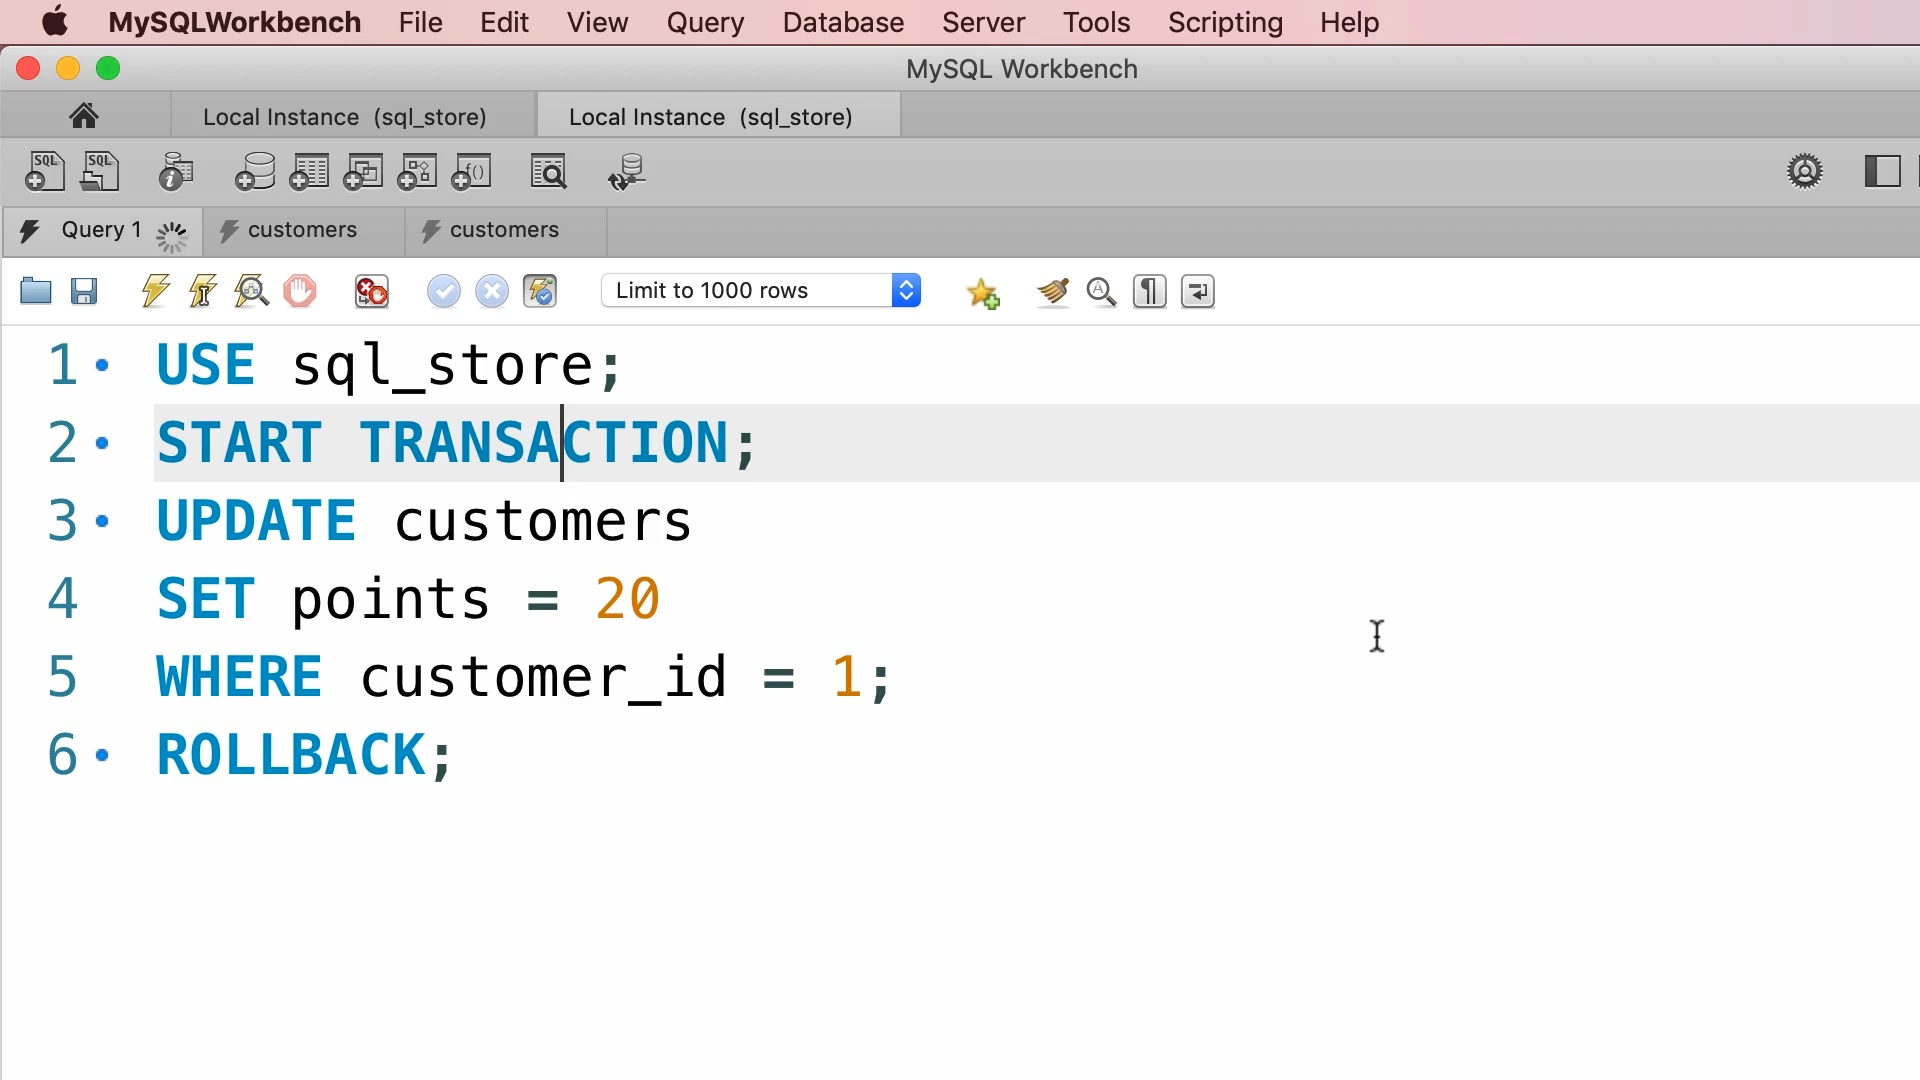 MySQLWorkbench File Edit View Query Database Server Tools Scripting Help
MySQL Workbench
Local Instance (sql_store) Local Instance (sql_store)
SQL SQL
Query 1 customers customers
Limit to 1000 rows
1 USE sql_store;
2 START TRANSACTION;
3 UPDATE customers
4 SET points = 20
5 WHERE customer_id = 1;
6 ROLLBACK;